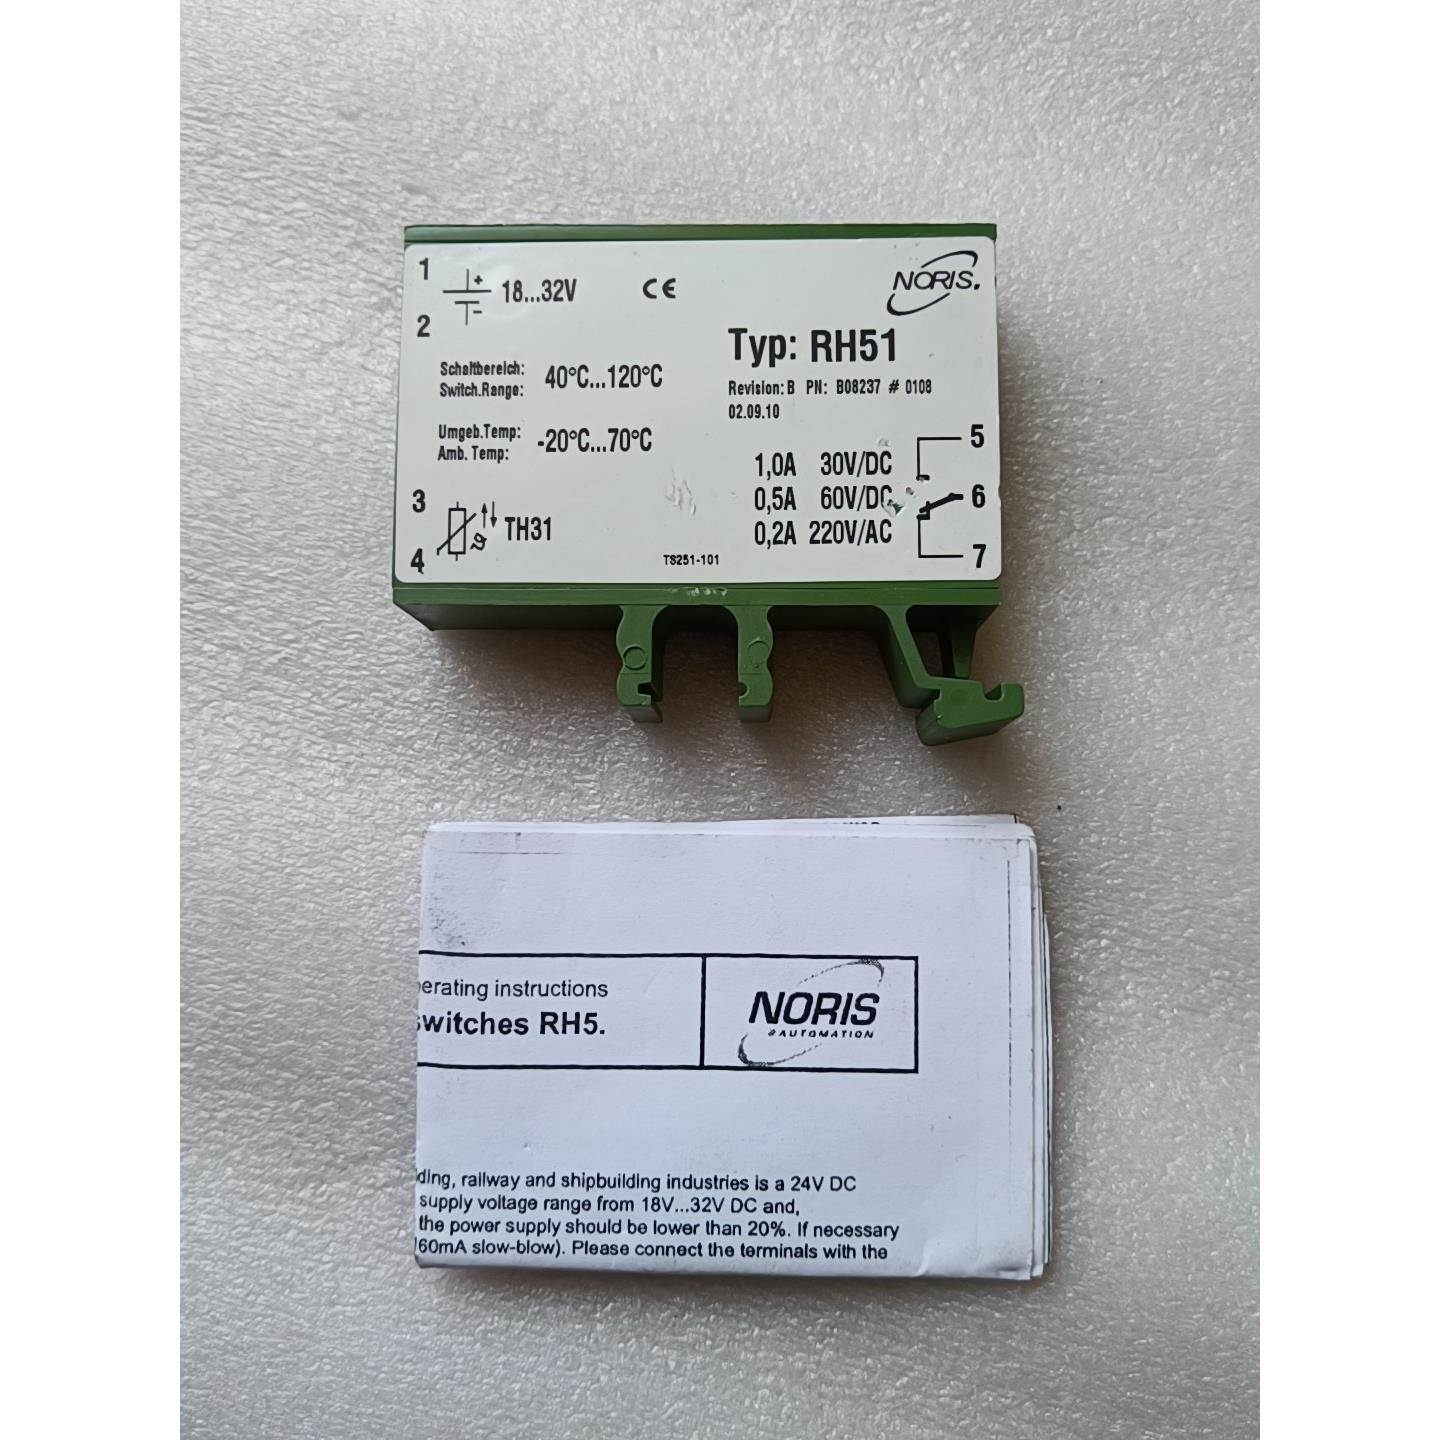 1
+
18...32V
CE
NORIS.
2
-
Typ: RH51
Schaltbereich:
Switch.Range:
40°C...120°C
Revision: B PN: B08237 # 0108
02.09.10
Umgeb.Temp:
Amb. Temp:
-20°C...70°C
5
1,0A 30V/DC
3
0,5A 60V/DC
6
TH31
0,2A 220V/AC
4
TS251-101
7
erating instructions
switches RH5.
NORIS
AUTOMATION
ding, railway and shipbuilding industries is a 24V DC
supply voltage range from 18V...32V DC and,
the power supply should be lower than 20%. If necessary
60mA slow-blow). Please connect the terminals with the